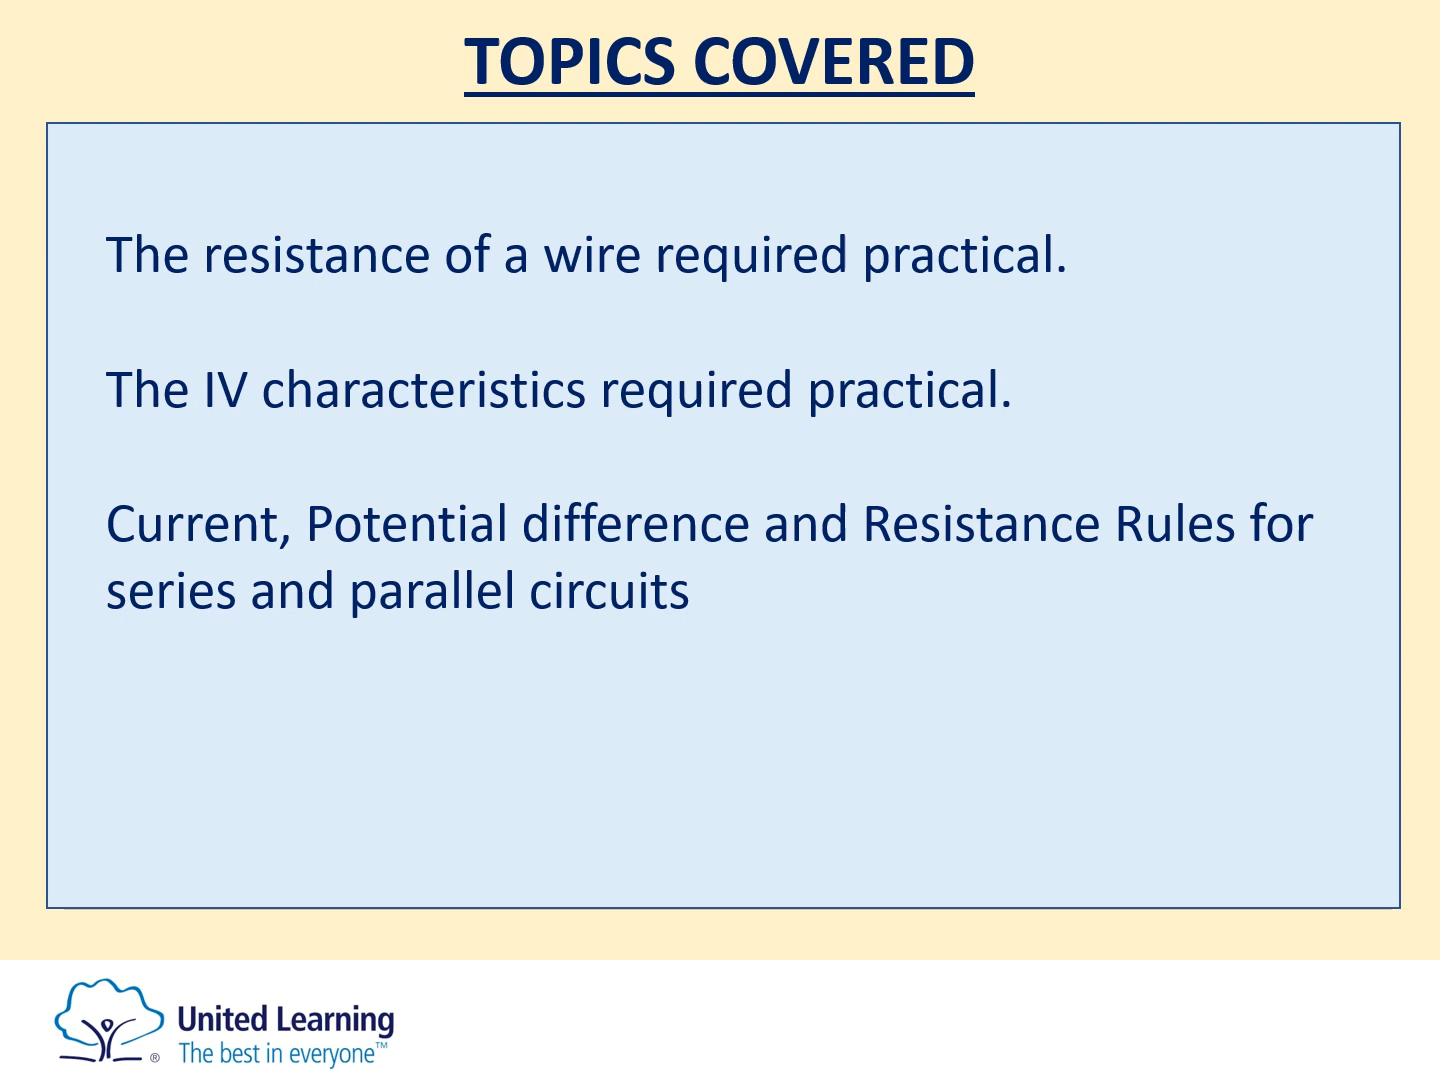 TOPICS COVERED
The resistance of a wire required practical.
The IV characteristics required practical.
Current, Potential difference and Resistance Rules for
series and parallel circuits
United Learning
The best in everyone™
®